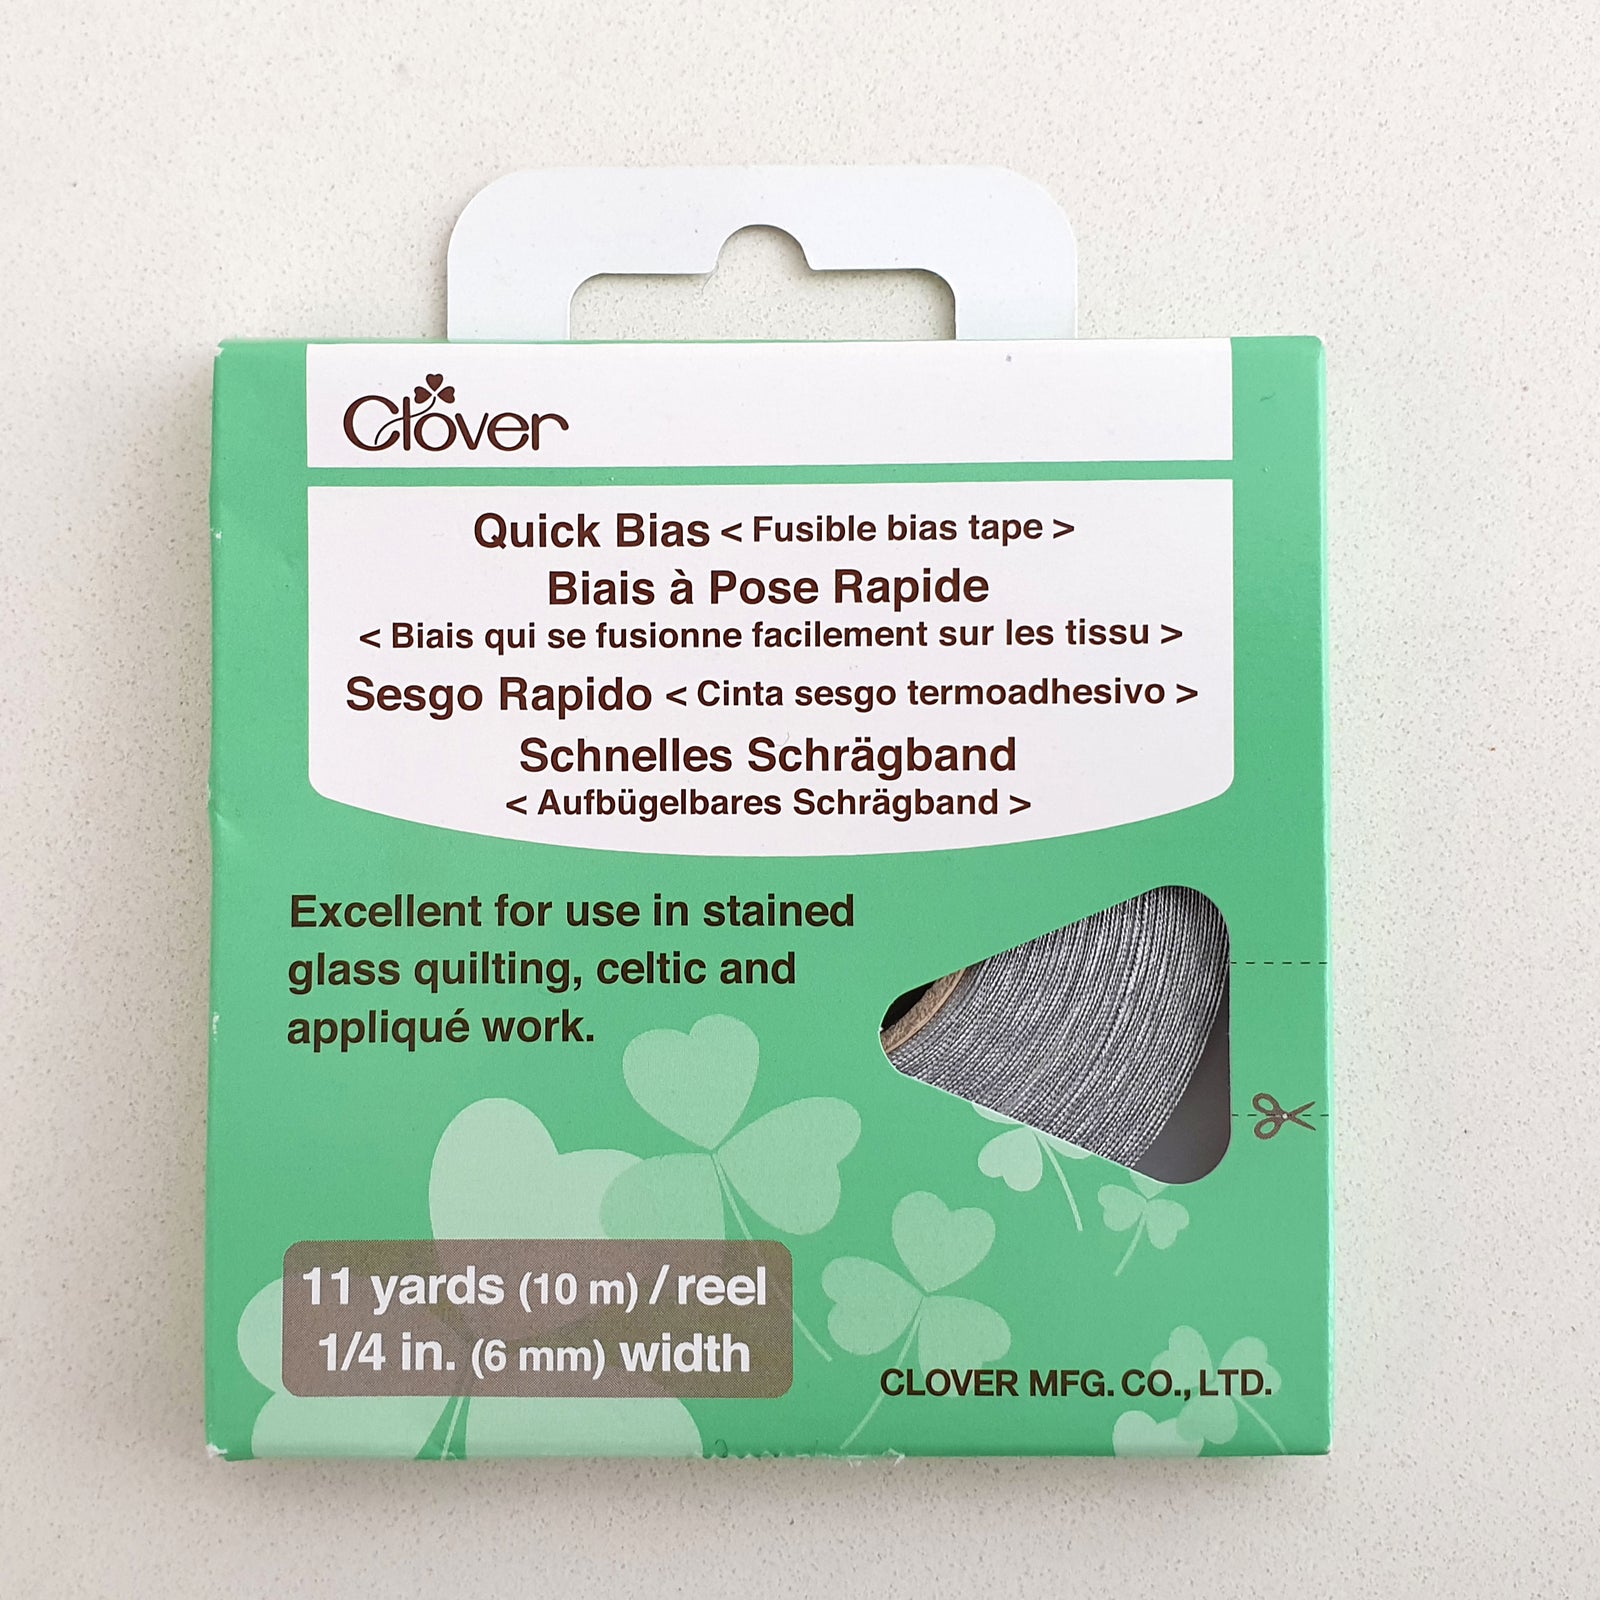 Clover
Quick Bias < Fusible bias tape >
Biais à Pose Rapide
< Biais qui se fusionne facilement sur les tissu >
Sesgo Rapido < Cinta sesgo termoadhesivo >
Schnelles Schrägband
< Aufbügelbares Schrägband >
Excellent for use in stained
glass quilting, celtic and
appliqué work.
11 yards (10 m) / reel
1/4 in. (6 mm) width
CLOVER MFG. CO., LTD.